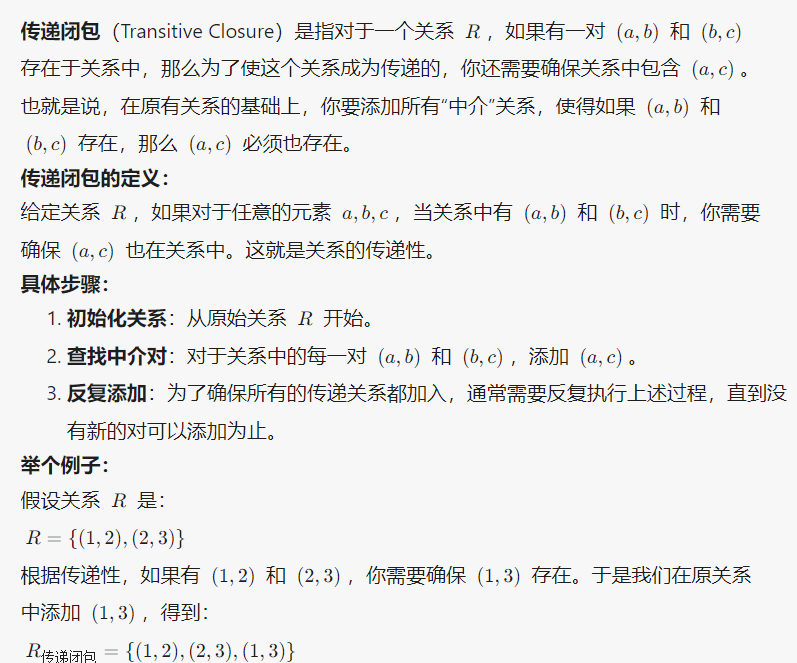 传递闭包（Transitive Closure）是指对于一个关系 R ，如果有一对 (a,b) 和 (b,c)
存在于关系中，那么为了使这个关系成为传递的，你还需要确保关系中包含 (a,c) 。
也就是说，在原有关系的基础上，你要添加所有“中介”关系，使得如果 (a,b) 和
(b,c) 存在，那么 (a,c) 必须也存在。
传递闭包的定义：
给定关系 R ，如果对于任意的元素 a,b,c ，当关系中有 (a,b) 和 (b,c) 时，你需要
确保 (a,c) 也在关系中。这就是关系的传递性。
具体步骤：
1. 初始化关系：从原始关系 R 开始。
2. 查找中介对：对于关系中的每一对 (a,b) 和 (b,c) ，添加 (a,c) 。
3. 反复添加：为了确保所有的传递关系都加入，通常需要反复执行上述过程，直到没
有新的对可以添加为止。
举个例子：
假设关系 R 是：
R = {(1,2),(2,3)}
根据传递性，如果有 (1,2) 和 (2,3) ，你需要确保 (1,3) 存在。于是我们在原关系
中添加 (1,3) ，得到：
R传递闭包 = {(1,2),(2,3),(1,3)}